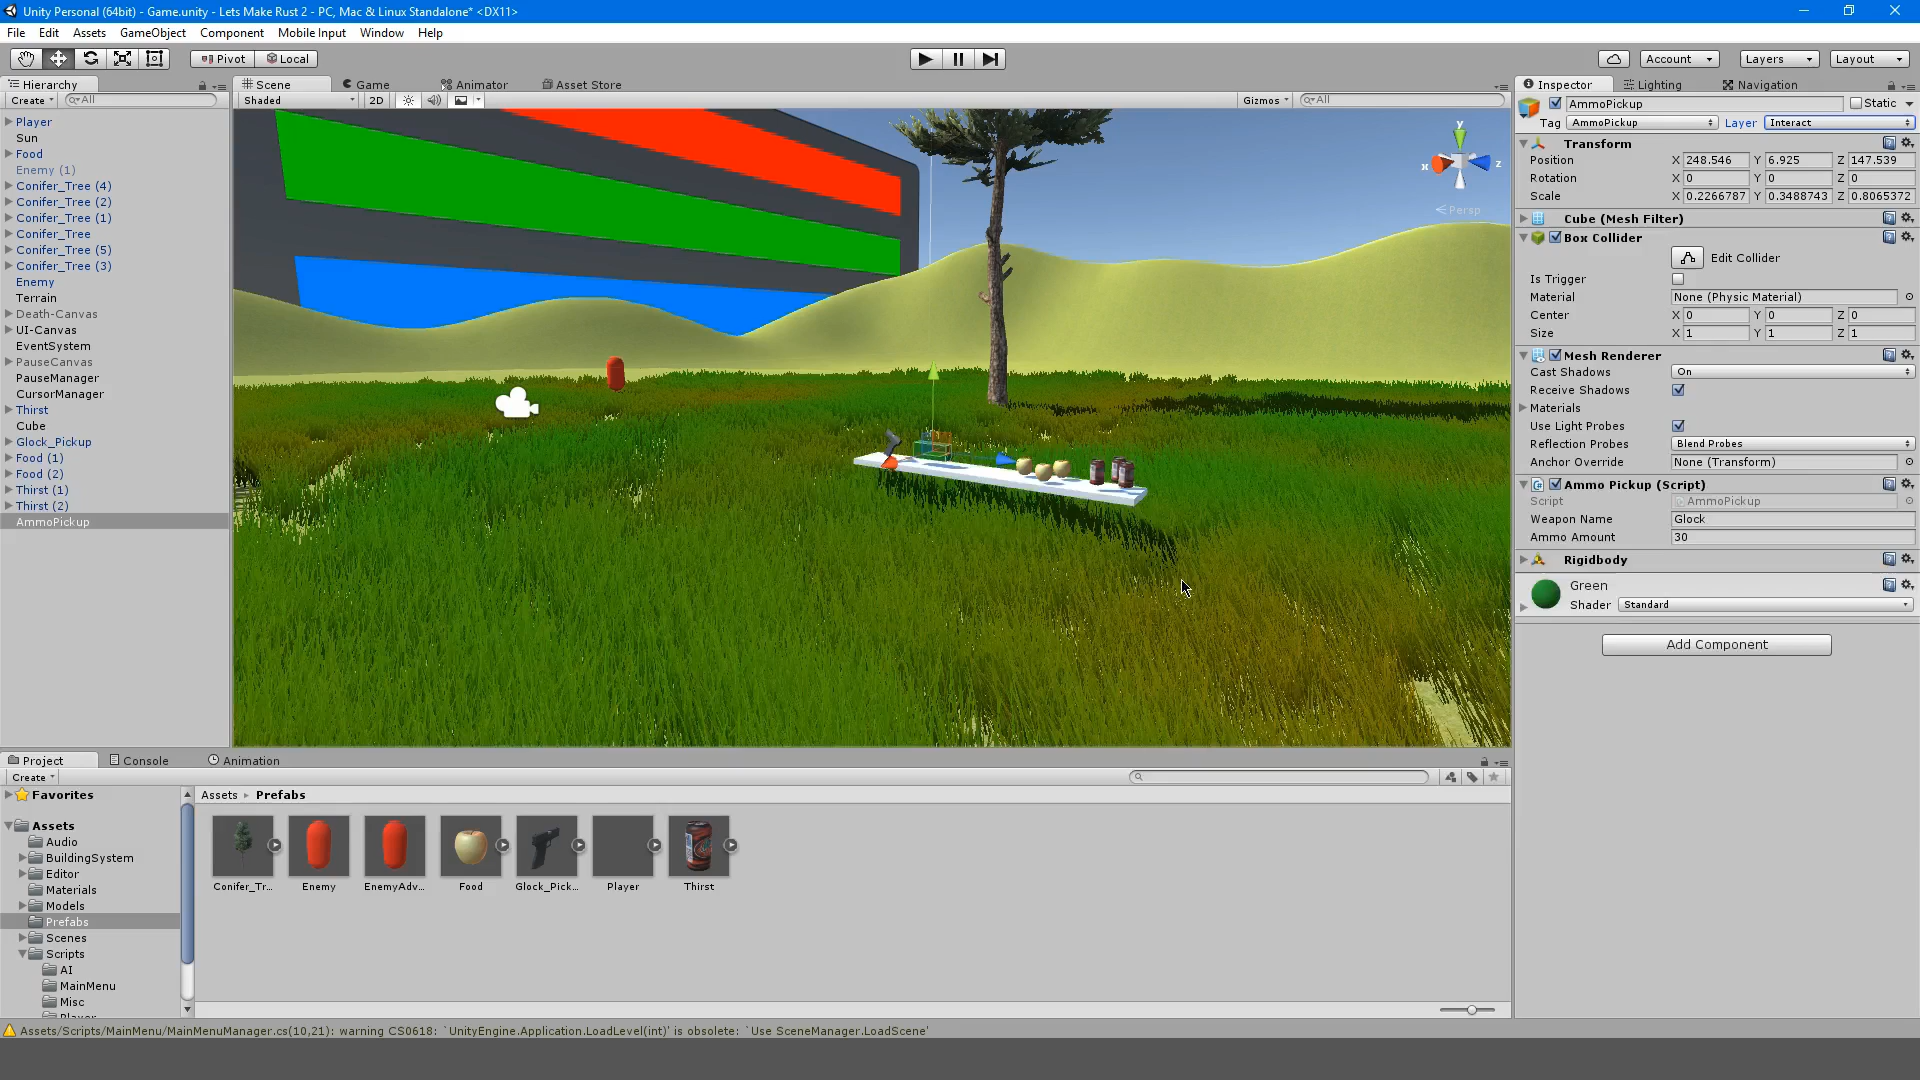 Unity Personal (64bit) - Game.unity - Lets Make Rust 2 - PC, Mac & Linux Standalone* <DX11>
File Edit Assets GameObject Component Mobile Input Window Help
Pivot Local Account Layers Layout
Hierarchy
Create All
Player
Sun
Food
Enemy (1)
Conifer_Tree (4)
Conifer_Tree (2)
Conifer_Tree (1)
Conifer_Tree
Conifer_Tree (5)
Conifer_Tree (3)
Enemy
Terrain
Death-Canvas
UI-Canvas
EventSystem
PauseCanvas
PauseManager
CursorManager
Thirst
Cube
Glock_Pickup
Food (1)
Food (2)
Thirst (1)
Thirst (2)
AmmoPickup
Scene Game Animator Asset Store
Shaded 2D Gizmos All
y
x z
Persp
Inspector Lighting Navigation
AmmoPickup Static
Tag AmmoPickup Layer Interact
Transform
Position X 248.546 Y 6.925 Z 147.539
Rotation X 0 Y 0 Z 0
Scale X 0.2266787 Y 0.3488743 Z 0.8065372
Cube (Mesh Filter)
Box Collider
Edit Collider
Is Trigger
Material None (Physic Material)
Center X 0 Y 0 Z 0
Size X 1 Y 1 Z 1
Mesh Renderer
Cast Shadows On
Receive Shadows
Materials
Use Light Probes
Reflection Probes Blend Probes
Anchor Override None (Transform)
Ammo Pickup (Script)
Script AmmoPickup
Weapon Name Glock
Ammo Amount 30
Rigidbody
Green
Shader Standard
Add Component
Project Console Animation
Create
Favorites
Assets
Audio
BuildingSystem
Editor
Materials
Models
Prefabs
Scenes
Scripts
AI
MainMenu
Misc
Assets Prefabs
Conifer_Tr... Enemy EnemyAdv... Food Glock_Pick... Player Thirst
Assets/Scripts/MainMenu/MainMenuManager.cs(10,21): warning CS0618: `UnityEngine.Application.LoadLevel(int)' is obsolete: `Use SceneManager.LoadScene'